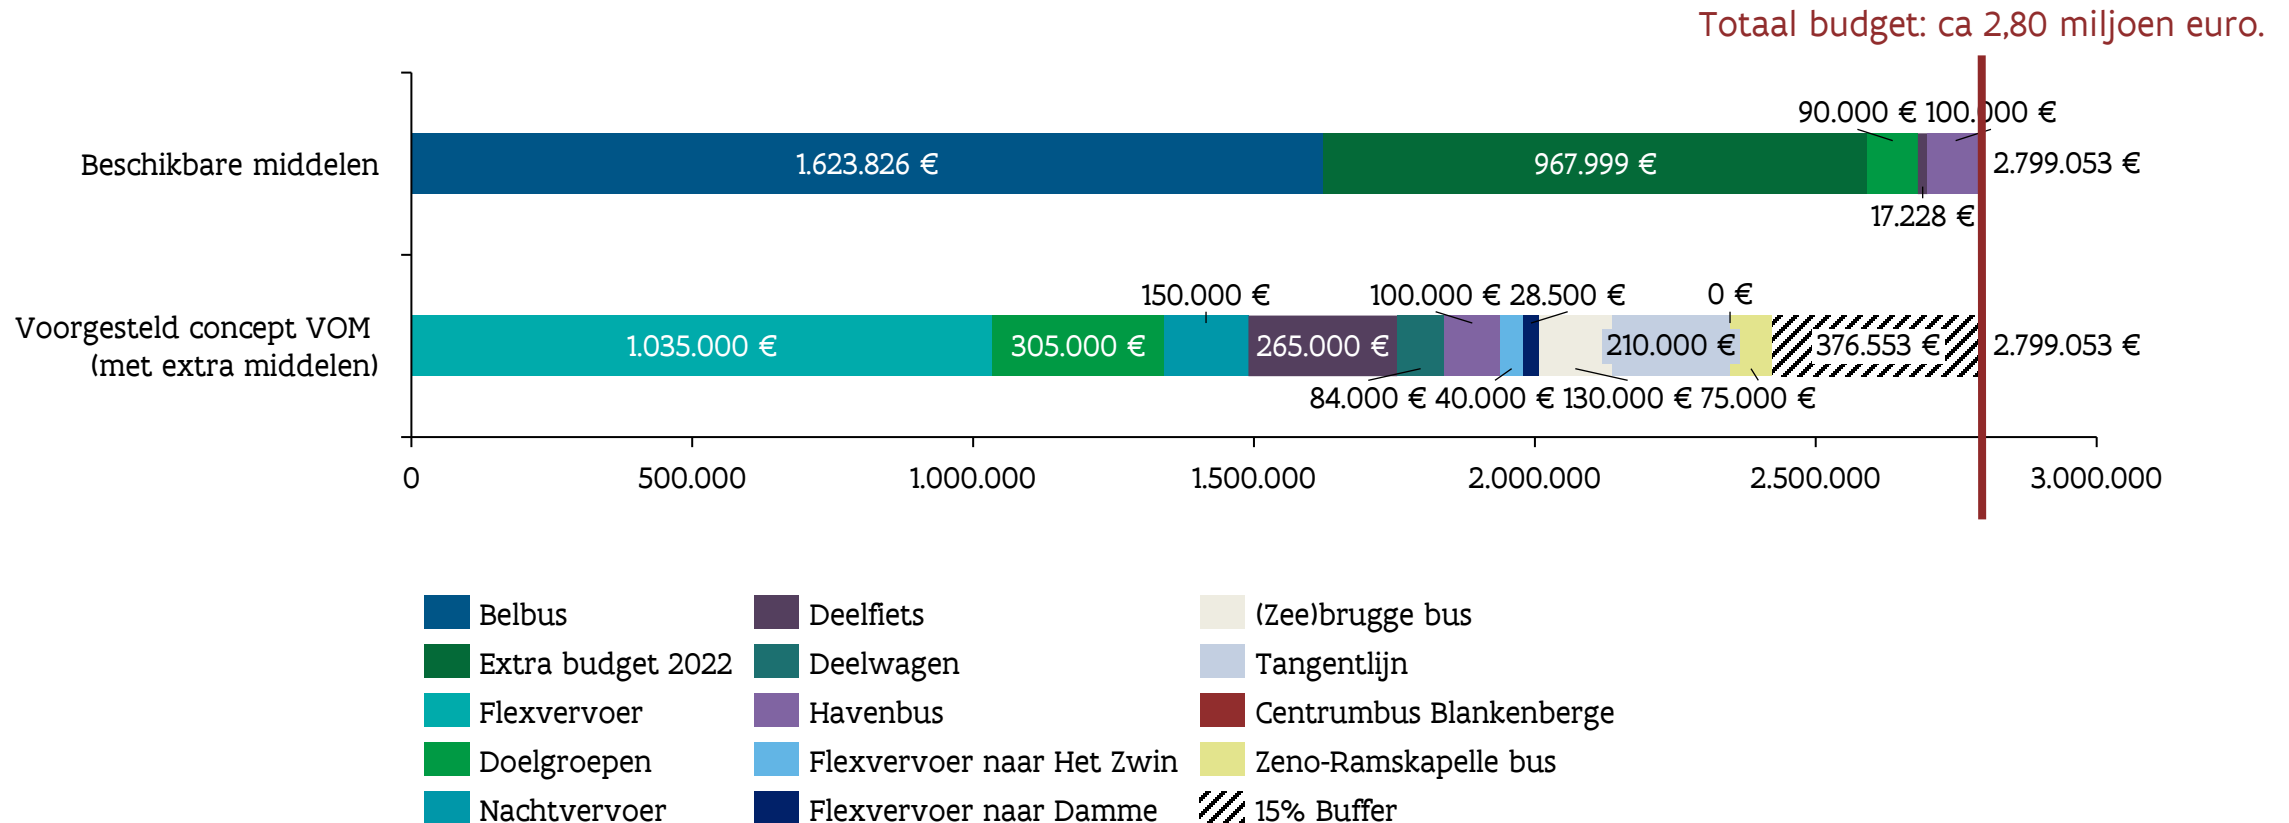 Totaal budget: ca 2,80 miljoen euro.
90.000 € 100.000 €
Beschikbare middelen
1.623.826 €
967.999 €
2.799.053 €
17.228 €
150.000 €
100.000 €
28.500 €
0 €
Voorgesteld concept VOM
(met extra middelen)
1.035.000 €
305.000 €
265.000 €
210.000 €
376.553 €
2.799.053 €
84.000 €
40.000 €
130.000 €
75.000 €
0
500.000
1.000.000
1.500.000
2.000.000
2.500.000
3.000.000
Belbus
Extra budget 2022
Flexvervoer
Doelgroepen
Nachtvervoer
Deelfiets
Deelwagen
Havenbus
Flexvervoer naar Het Zwin
Flexvervoer naar Damme
(Zee)brugge bus
Tangentlijn
Centrumbus Blankenberge
Zeno-Ramskapelle bus
15% Buffer